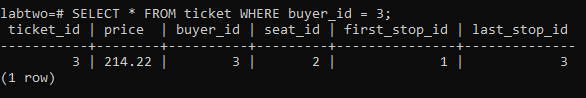 labtwo=# SELECT * FROM ticket WHERE buyer_id = 3;
 ticket_id | price  | buyer_id | seat_id | first_stop_id | last_stop_id
-----------+--------+----------+---------+---------------+--------------
         3 | 214.22 |        3 |       2 |             1 |            3
(1 row)